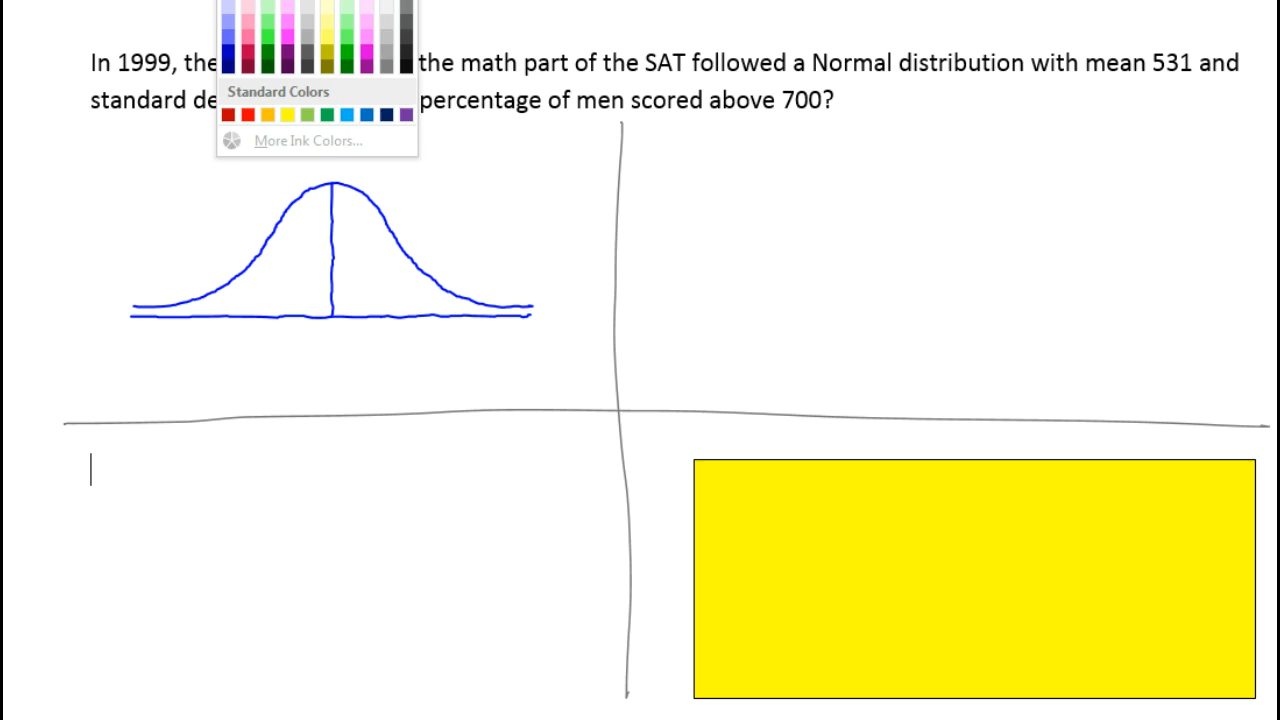 In 1999, the the math part of the SAT followed a Normal distribution with mean 531 and
standard de percentage of men scored above 700?
Standard Colors
More Ink Colors...